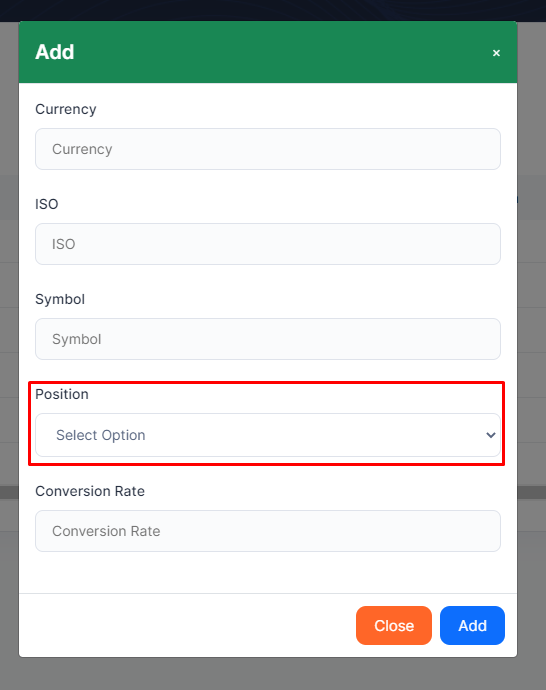 Add
×
Currency
Currency
ISO
ISO
Symbol
Symbol
Position
Select Option
Conversion Rate
Conversion Rate
Close
Add